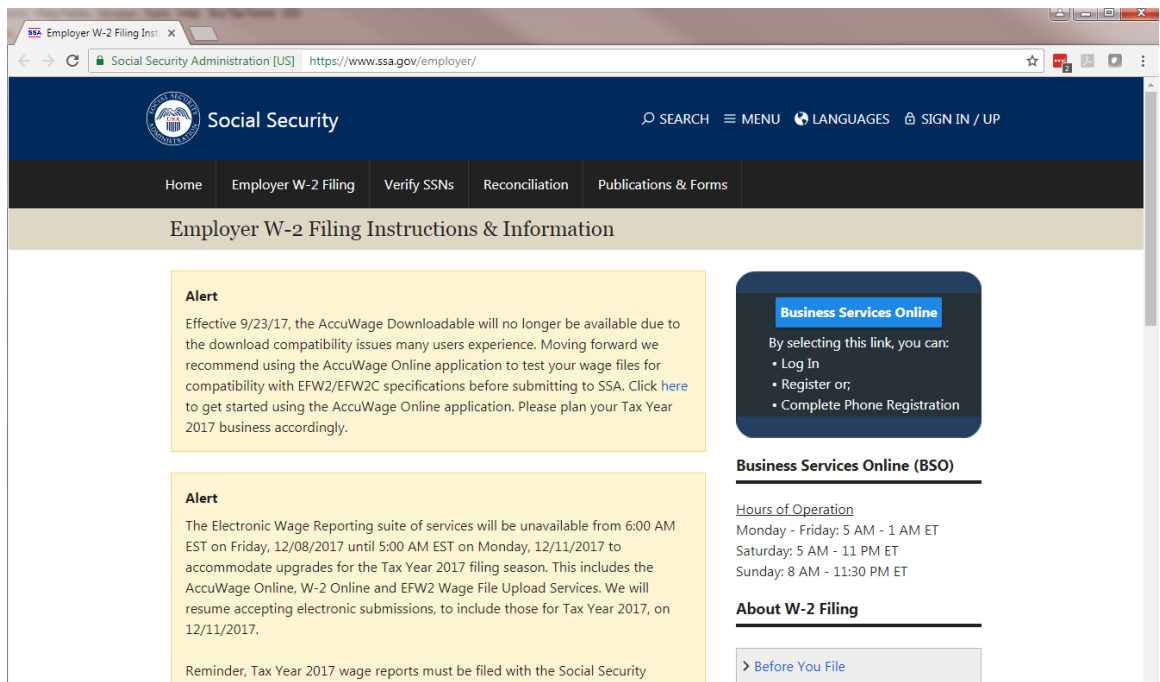 SSA Employer W-2 Filing Inst
Social Security Administration [US] https://www.ssa.gov/employer/
2
Social Security
SEARCH MENU LANGUAGES SIGN IN / UP
Home Employer W-2 Filing Verify SSNs Reconciliation Publications & Forms
Employer W-2 Filing Instructions & Information
Alert
Effective 9/23/17, the AccuWage Downloadable will no longer be available due to
the download compatibility issues many users experience. Moving forward we
recommend using the AccuWage Online application to test your wage files for
compatibility with EFW2/EFW2C specifications before submitting to SSA. Click here
to get started using the AccuWage Online application. Please plan your Tax Year
2017 business accordingly.
Alert
The Electronic Wage Reporting suite of services will be unavailable from 6:00 AM
EST on Friday, 12/08/2017 until 5:00 AM EST on Monday, 12/11/2017 to
accommodate upgrades for the Tax Year 2017 filing season. This includes the
AccuWage Online, W-2 Online and EFW2 Wage File Upload Services. We will
resume accepting electronic submissions, to include those for Tax Year 2017, on
12/11/2017.
Reminder, Tax Year 2017 wage reports must be filed with the Social Security
Business Services Online
By selecting this link, you can:
• Log In
• Register or;
• Complete Phone Registration
Business Services Online (BSO)
Hours of Operation
Monday - Friday: 5 AM - 1 AM ET
Saturday: 5 AM - 11 PM ET
Sunday: 8 AM - 11:30 PM ET
About W-2 Filing
Before You File